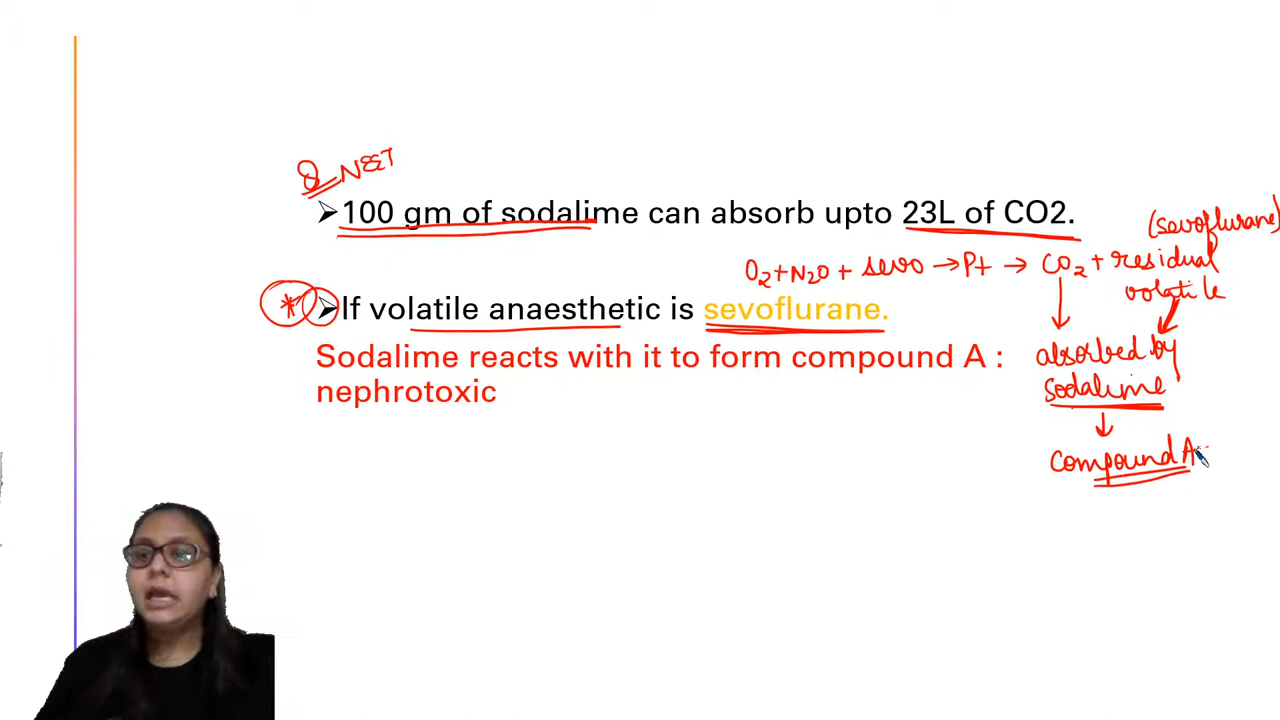 Q NEET
➢100 gm of sodalime can absorb upto 23L of CO2.
(sevoflurane)
O2+N2O + sevo → Pt → CO2 + residual
volatile
* ➢If volatile anaesthetic is sevoflurane.
Sodalime reacts with it to form compound A :
nephrotoxic
absorbed by
sodalime
↓
compound A